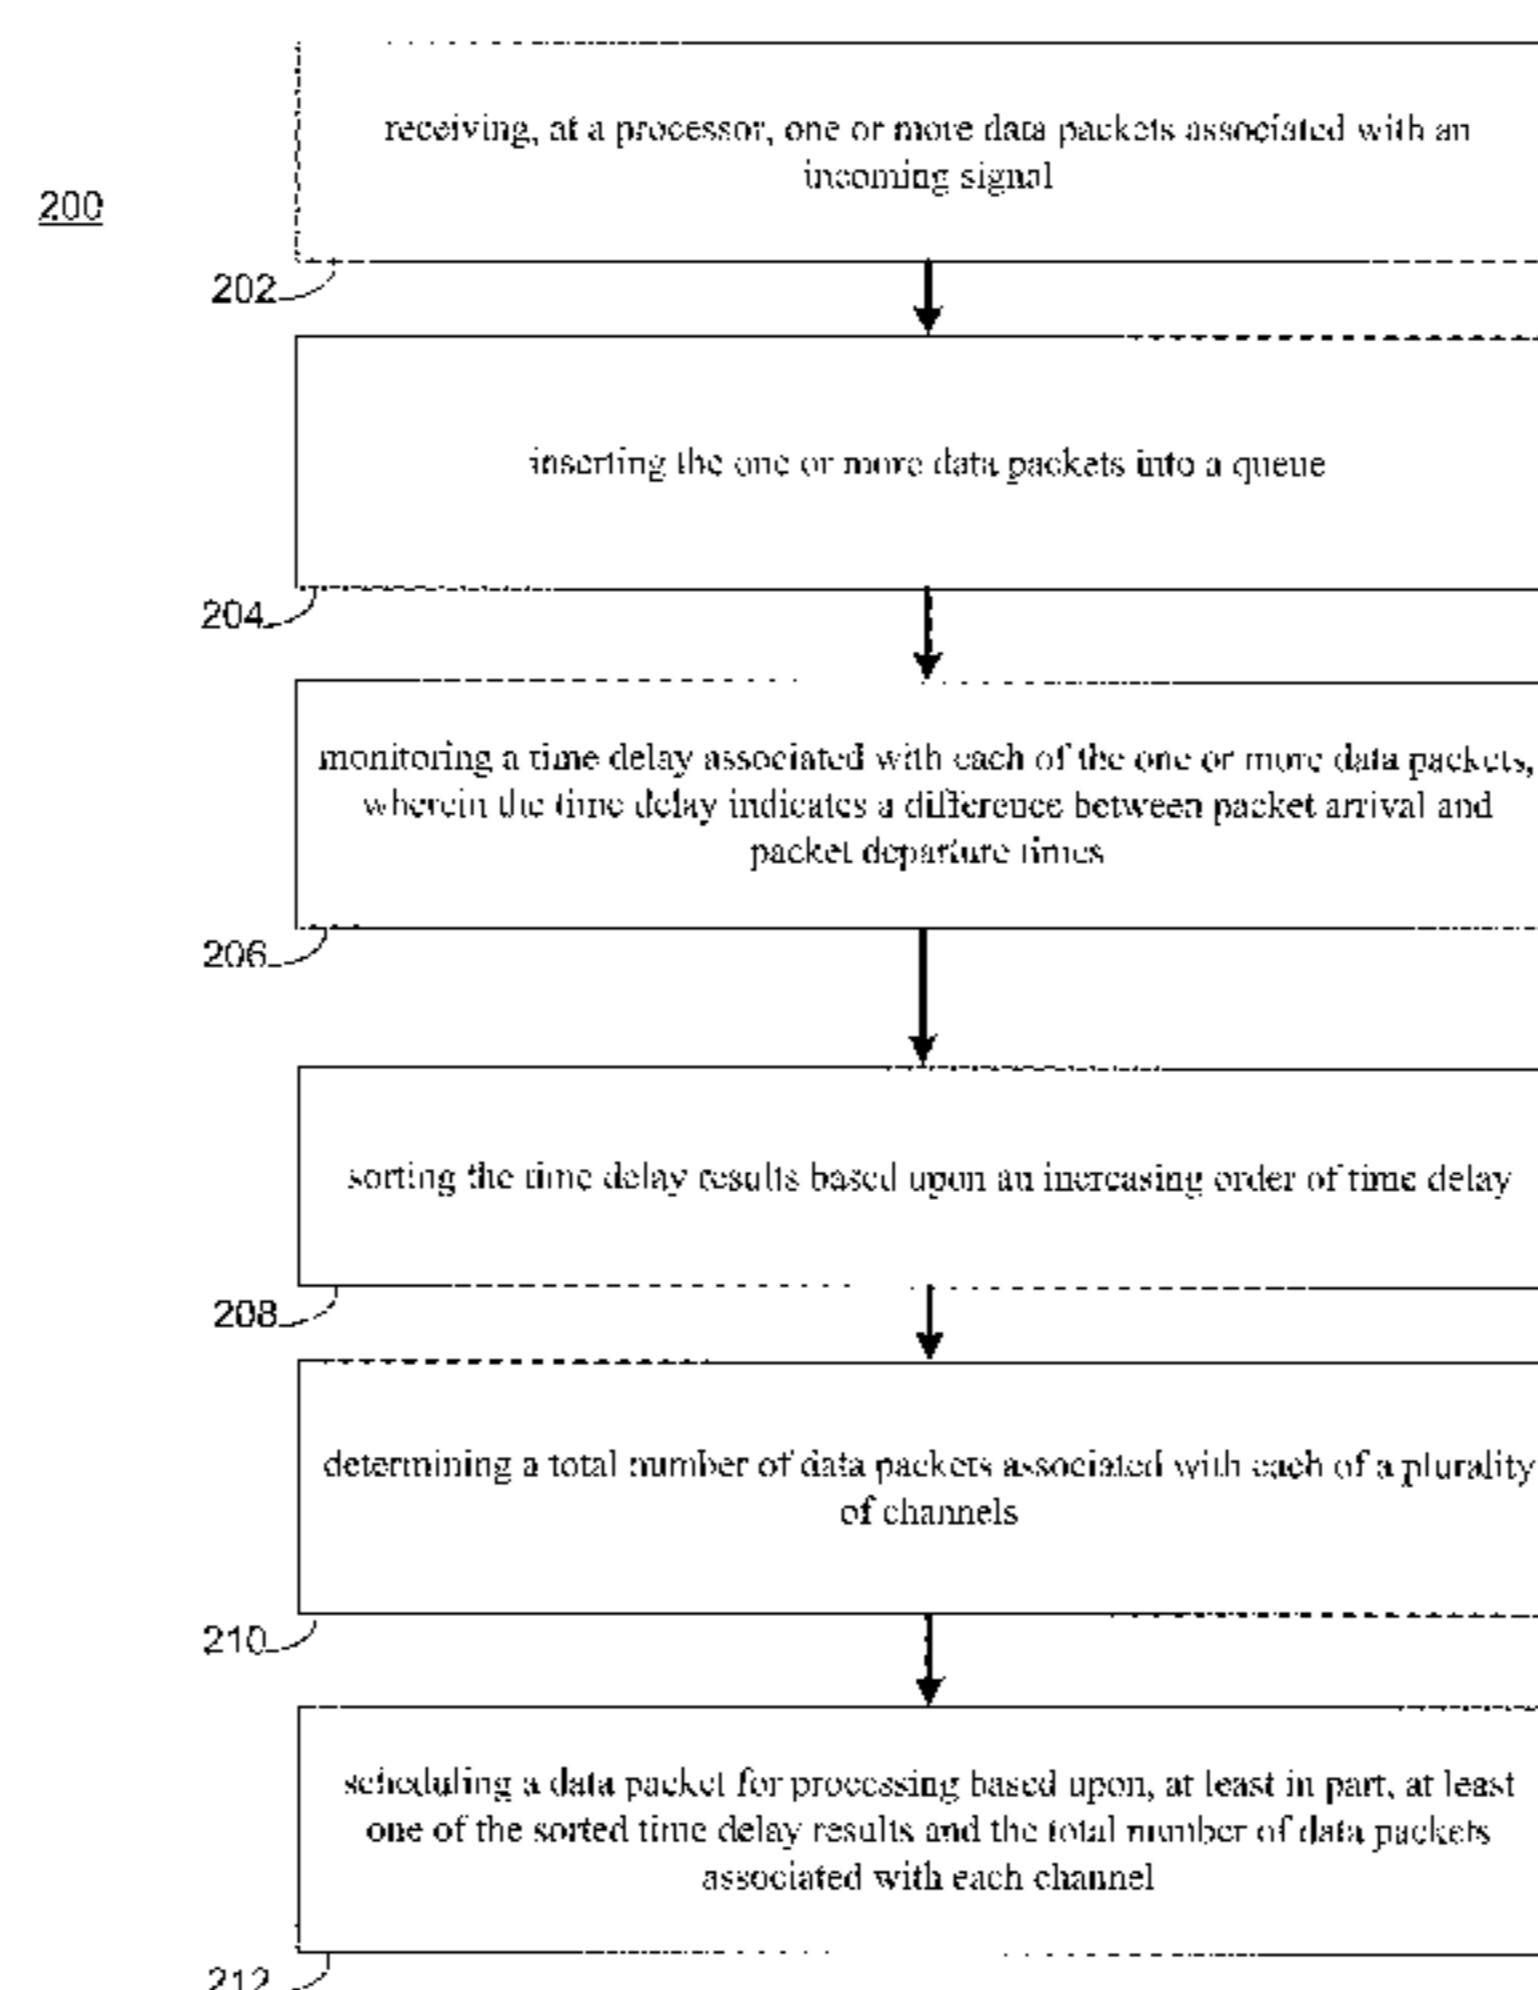 receiving, at a processor, one or more data packets associated with an
incoming signal
200
202
inserting the one or more data packets into a queue
204
monitoring a time delay associated with each of the one or more data packets,
wherein the time delay indicates a difference between packet arrival and
packet departure times
206
sorting the time delay results based upon an increasing order of time delay
208
determining a total number of data packets associated with each of a plurality
of channels
210
scheduling a data packet for processing based upon, at least in part, at least
one of the sorted time delay results and the total number of data packets
associated with each channel
212